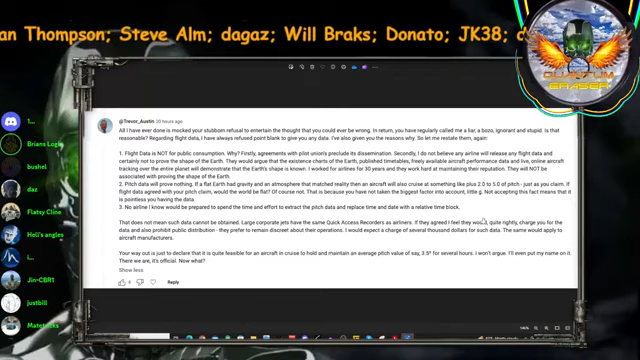 an Thompson; Steve Alm; dagaz; Will Braks; Donato; JK38; d
QUANTUM
ERASER
@Trevor_Austin 20 hours ago
All I have ever done is mocked your stubborn refusal to entertain the thought that you could ever be wrong. In return, you have regularly called me a liar, a bozo, ignorant and stupid. Is that
reasonable? Regarding flight data, I have always refused point blank to give you any data. I've also given you the reasons why. So let me restate them, again:
1. Flight Data is NOT for public consumption. Why? Firstly, agreements with pilot unions preclude its dissemination. Secondly, I do not believe any airline will release any flight data and
certainly not to prove the shape of the Earth. They would argue that the existence charts of the Earth, published timetables, freely available aircraft performance data and live, online aircraft
tracking over the entire planet will demonstrate that the Earth's shape is known. I worked for airlines for 30 years and they work hard at maintaining their reputation. They will NOT be
associated with proving the shape of the Earth.
2. Pitch data will prove nothing. If a flat Earth had gravity and an atmosphere that matched reality then an aircraft will also cruise at something like plus 2.0 to 5.0 of pitch - just as you claim. If
flight data agreed with your pitch claim, would the world be flat? Of course not. That is because you have not taken the biggest factor into account, little g. Not accepting this fact means that it is
pointless you having the data.
3. No airline I know would be prepared to spend the time and effort to extract the pitch data and replace time and date with a relative time block.
That does not mean such data cannot be obtained. Large corporate jets have the same Quick Access Recorders as airliners. If they agreed I feel they would, quite rightly, charge you for the
data and also prohibit public distribution - they prefer to remain discreet about their operations. I would expect a charge of several thousand dollars for such data. The same would apply to
aircraft manufacturers.
Your way out is just to declare that it is quite feasible for an aircraft in cruise to hold and maintain an average pitch value of say, 3.5° for several hours. I won't argue. I'll even put my name on it.
There we are, it's official. Now what?
Show less
4
Reply
1...
Brians Logi
bushel
daz
Flatsy Cline
Hell's angels
i...
Jin-CBR1
justbill
140%